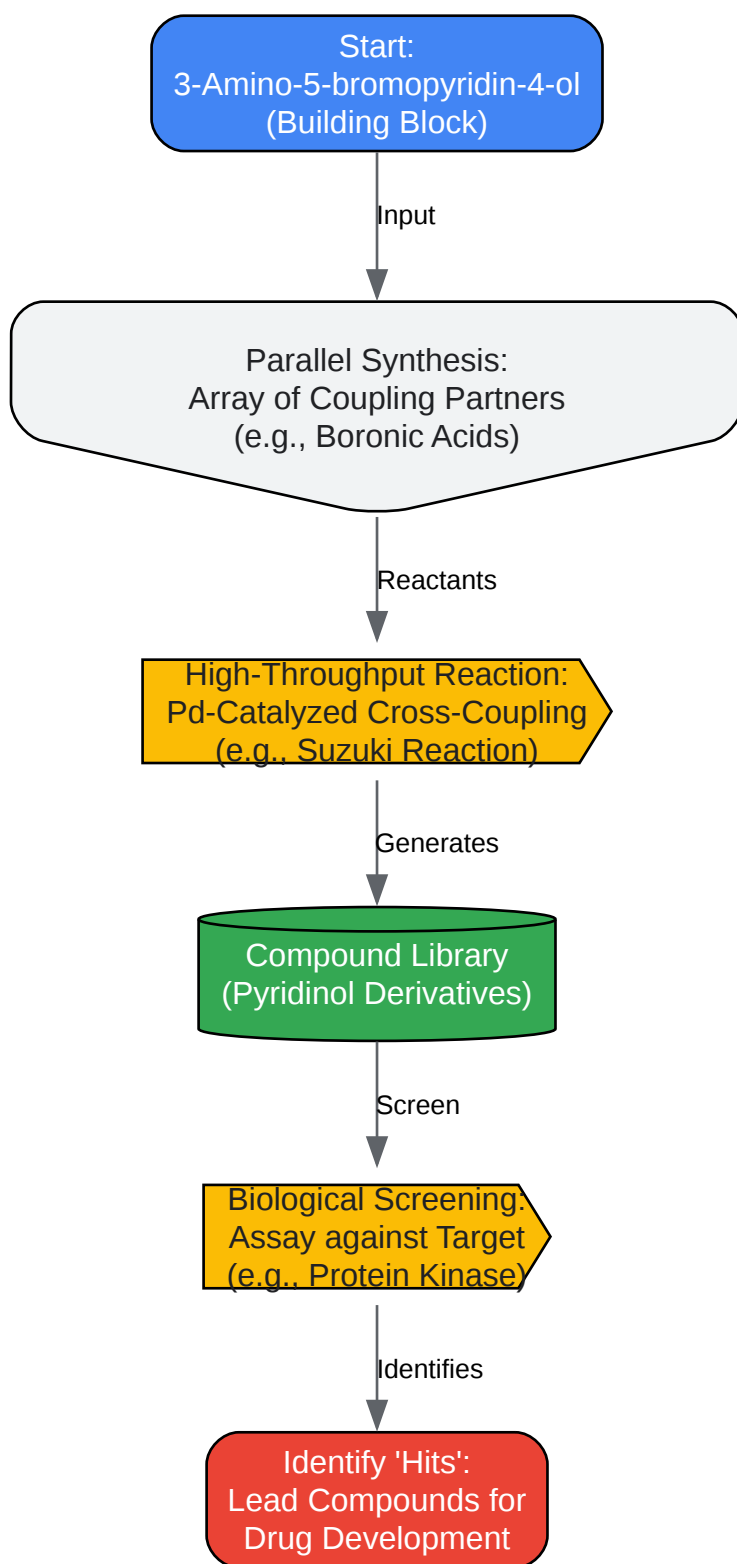 Start:
3-Amino-5-bromopyridin-4-ol
(Building Block)
Input
Parallel Synthesis:
Array of Coupling Partners
(e.g., Boronic Acids)
Reactants
High-Throughput Reaction:
Pd-Catalyzed Cross-Coupling
(e.g., Suzuki Reaction)
Generates
Compound Library
(Pyridinol Derivatives)
Screen
Biological Screening:
Assay against Target
(e.g., Protein Kinase)
Identifies
Identify 'Hits':
Lead Compounds for
Drug Development